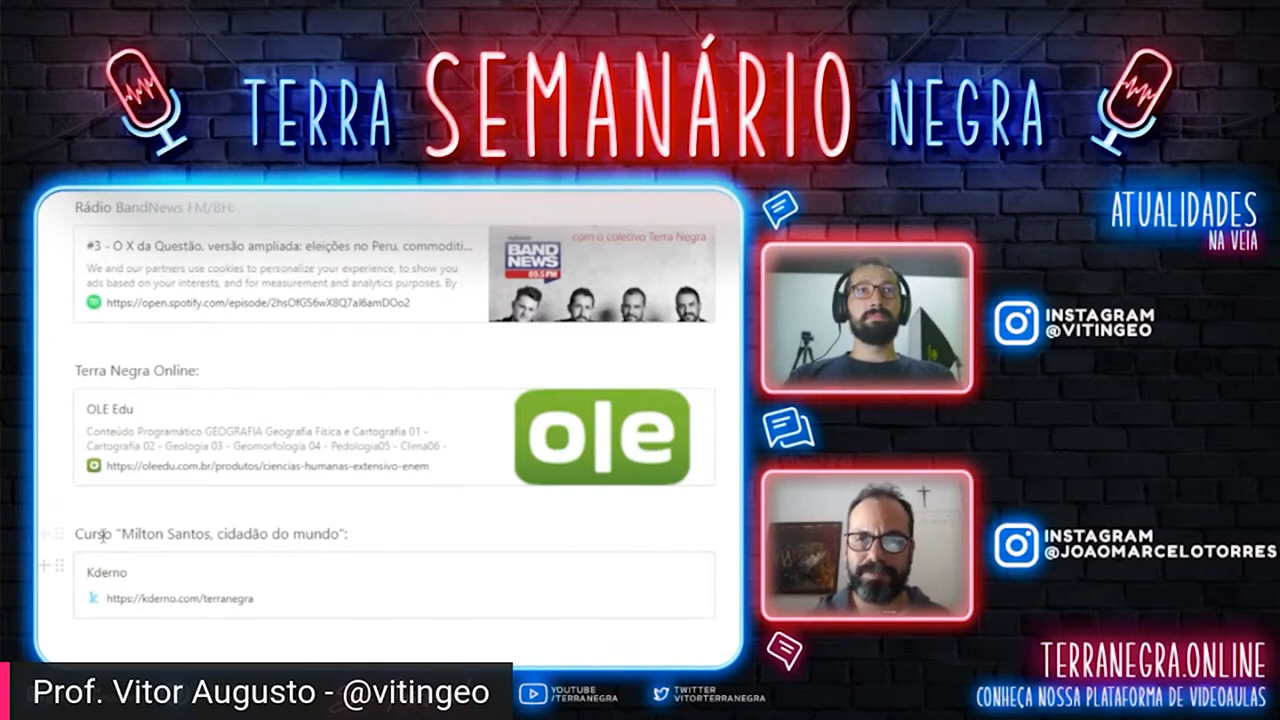 TERRA SEMANÁRIO NEGRA
Rádio BandNews FM/BH:
#3 - O X da Questão, versão ampliada: eleições no Peru, commoditi...
We and our partners use cookies to personalize your experience, to show you
ads based on your interests, and for measurement and analytics purposes. By
https://open.spotify.com/episode/2hsOfGS6wX8Q7al6amDOo2
com o coletivo Terra Negra
BAND
NEWS
89.5 FM
Terra Negra Online:
OLE Edu
Conteúdo Programático GEOGRAFIA Geografia Física e Cartografia 01 -
Cartografia 02 - Geologia 03 - Geomorfologia 04 - Pedologia05 - Clima06 -
https://oleedu.com.br/produtos/ciencias-humanas-extensivo-enem
ole
Curso "Milton Santos, cidadão do mundo":
Kderno
k https://kderno.com/terranegra
ATUALIDADES
NA VEIA
INSTAGRAM
@VITINGEO
INSTAGRAM
@JOAOMARCELOTORRES
TERRANEGRA.ONLINE
CONHEÇA NOSSA PLATAFORMA DE VIDEOAULAS
Prof. Vitor Augusto - @vitingeo
YOUTUBE
/TERRANEGRA
TWITTER
VITORTERRANEGRA